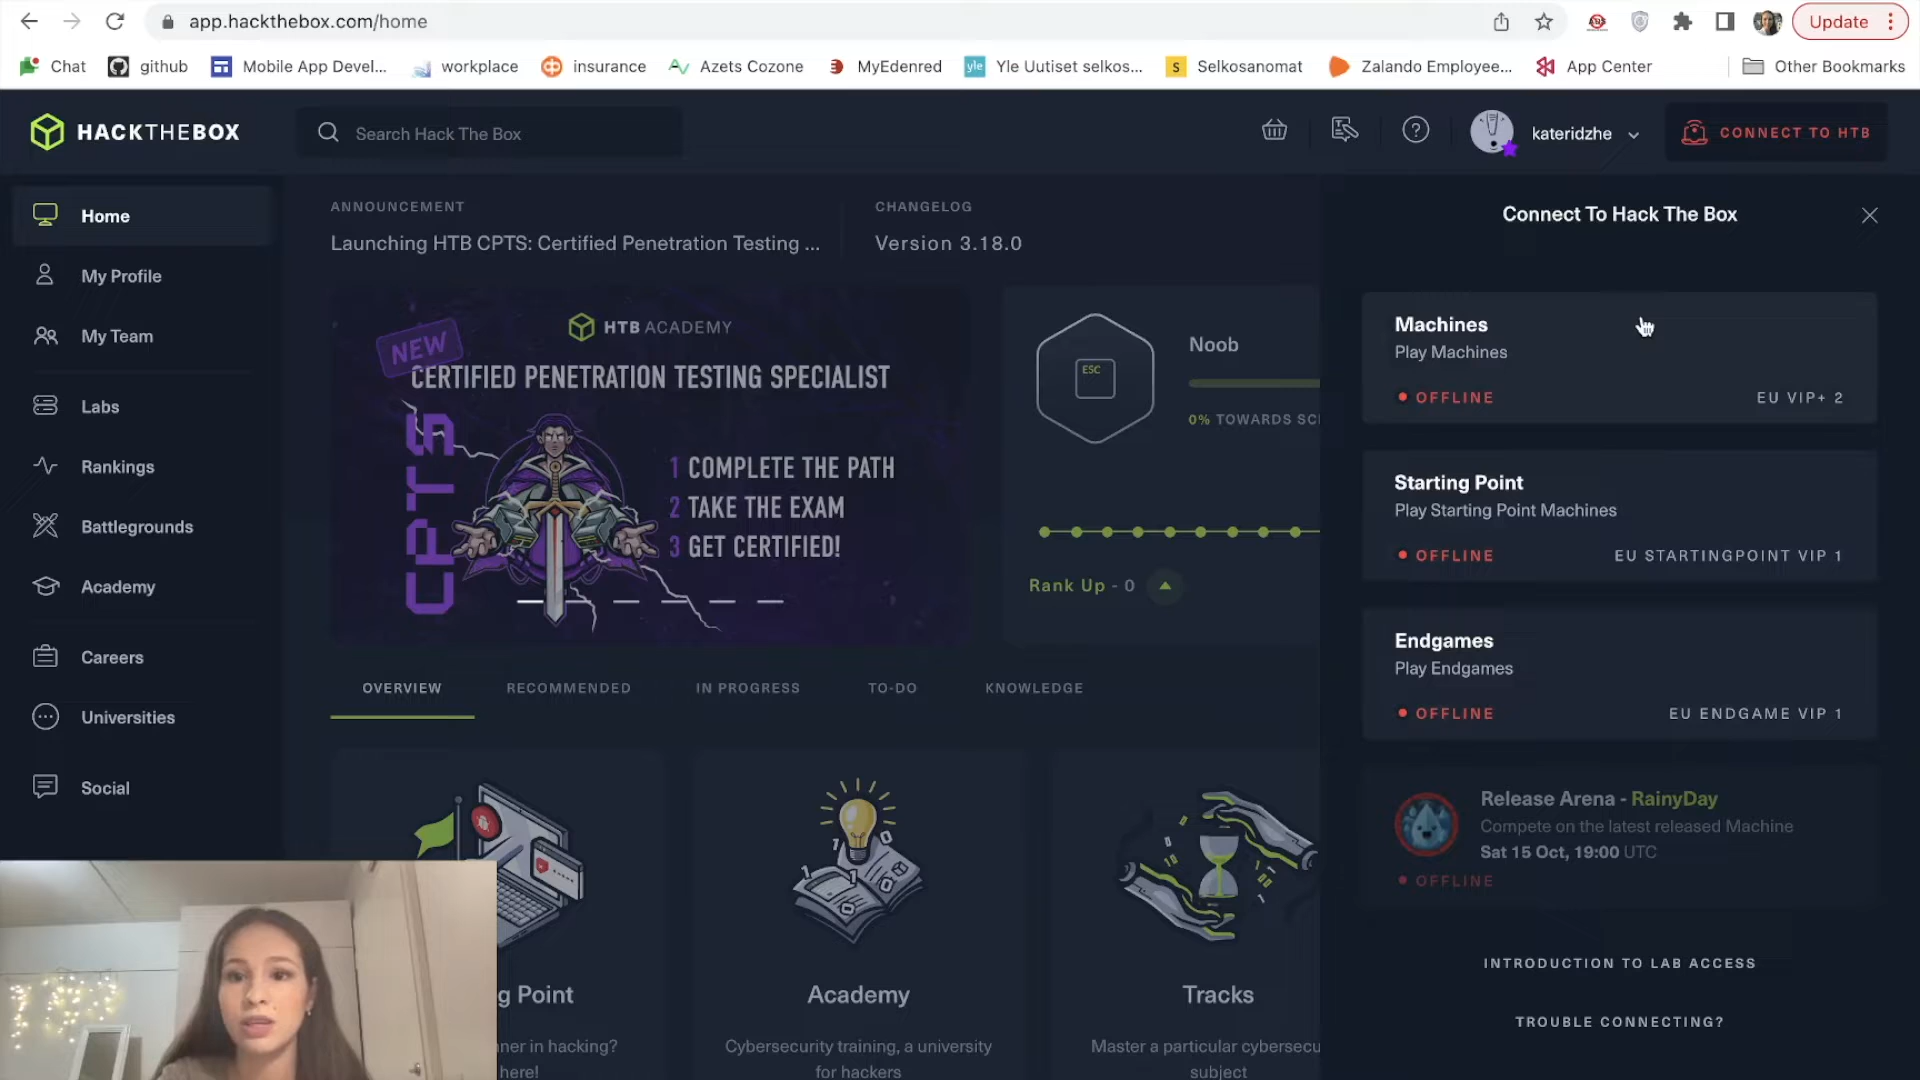 app.hackthebox.com/home
Update
Chat
github
Mobile App Devel...
workplace
insurance
Azets Cozone
MyEdenred
yle
Yle Uutiset selkos...
S
Selkosanomat
Zalando Employee...
App Center
Other Bookmarks
HACKTHEBOX
Search Hack The Box
kateridzhe
CONNECT TO HTB
Home
My Profile
My Team
Labs
Rankings
Battlegrounds
Academy
Careers
Universities
Social
ANNOUNCEMENT
Launching HTB CPTS: Certified Penetration Testing ...
CHANGELOG
Version 3.18.0
NEW
HTB ACADEMY
CERTIFIED PENETRATION TESTING SPECIALIST
CPTS
1 COMPLETE THE PATH
2 TAKE THE EXAM
3 GET CERTIFIED!
ESC
Noob
0% TOWARDS SC
Rank Up - 0
OVERVIEW
RECOMMENDED
IN PROGRESS
TO-DO
KNOWLEDGE
g Point
ner in hacking?
here!
Academy
Cybersecurity training, a university
for hackers
Tracks
Master a particular cybersecu
subject
Connect To Hack The Box
Machines
Play Machines
OFFLINE
EU VIP+ 2
Starting Point
Play Starting Point Machines
OFFLINE
EU STARTINGPOINT VIP 1
Endgames
Play Endgames
OFFLINE
EU ENDGAME VIP 1
Release Arena - RainyDay
Compete on the latest released Machine
Sat 15 Oct, 19:00 UTC
OFFLINE
INTRODUCTION TO LAB ACCESS
TROUBLE CONNECTING?